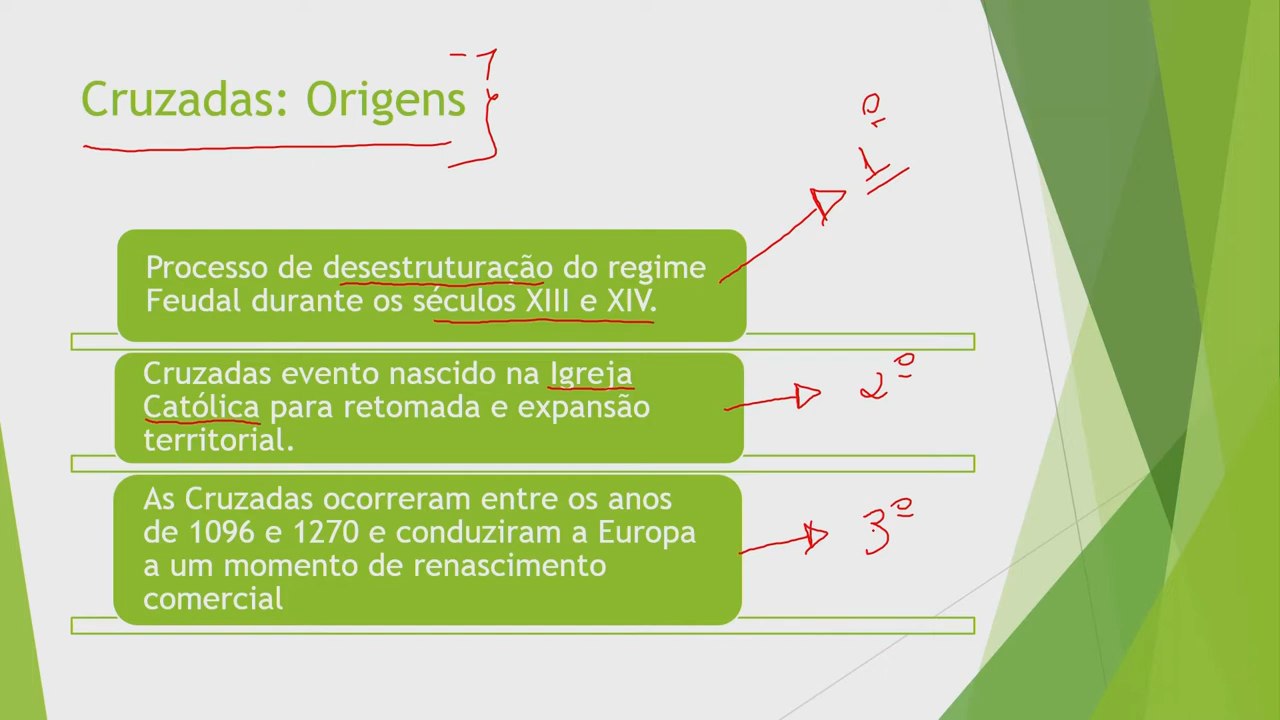 Cruzadas: Origens
1º
Processo de desestruturação do regime
Feudal durante os séculos XIII e XIV.
Cruzadas evento nascido na Igreja
Católica para retomada e expansão
territorial.
2º
As Cruzadas ocorreram entre os anos
de 1096 e 1270 e conduziram a Europa
a um momento de renascimento
comercial
3º